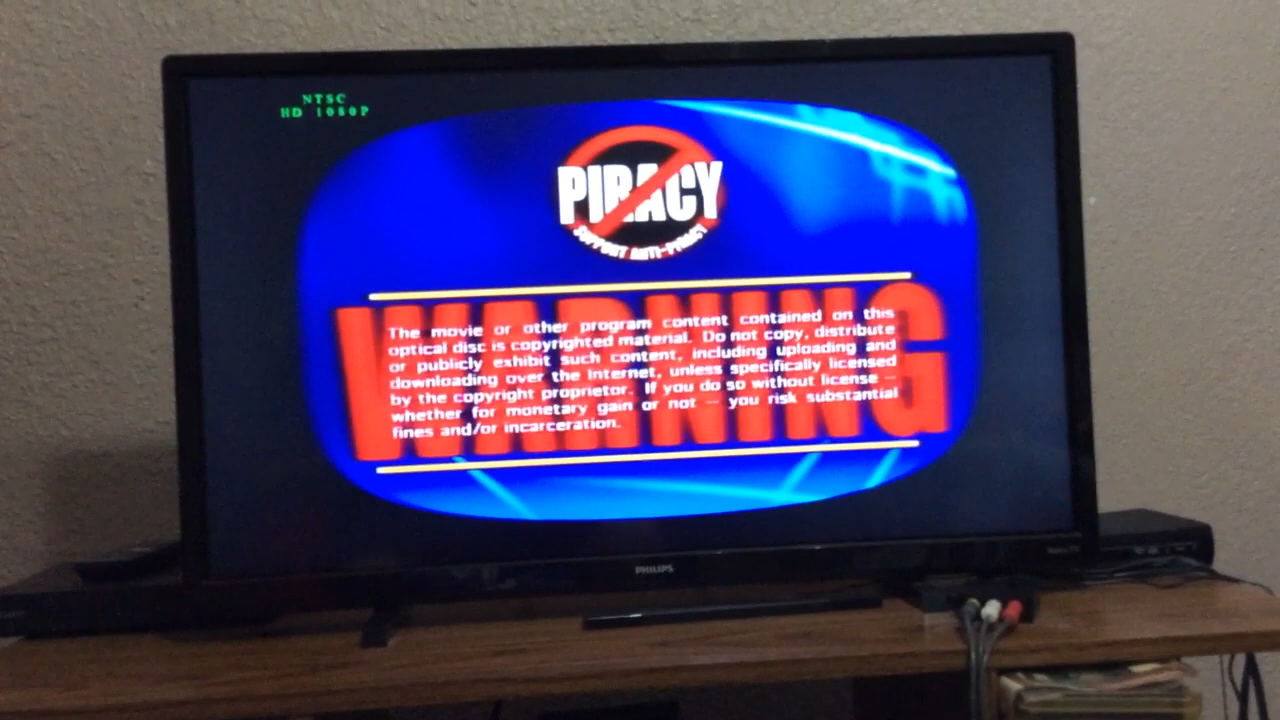 NTSC
HD 1080P
PIRACY
SUPPORT ANTI-PIRACY
WARNING
The movie or other program content contained on this
optical disc is copyrighted material. Do not copy, distribute
or publicly exhibit such content, including uploading and
downloading over the Internet, unless specifically licensed
by the copyright proprietor. If you do so without license --
whether for monetary gain or not -- you risk substantial
fines and/or incarceration.
PHILIPS